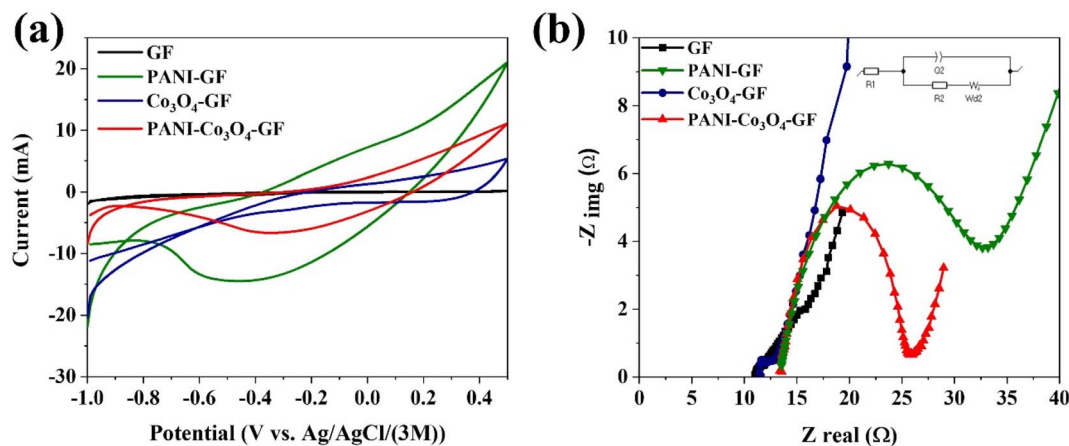 (a)
GF
PANI-GF
Co₃O₄-GF
PANI-Co₃O₄-GF
20
10
0
-10
-20
-30
Current (mA)
-1.0 -0.8 -0.6 -0.4 -0.2 0.0 0.2 0.4
Potential (V vs. Ag/AgCl/(3M))
(b)
GF
PANI-GF
Co₃O₄-GF
PANI-Co₃O₄-GF
R1
Q2
R2
Wd2
W
10
8
6
4
2
0
-Z img (Ω)
0 5 10 15 20 25 30 35 40
Z real (Ω)